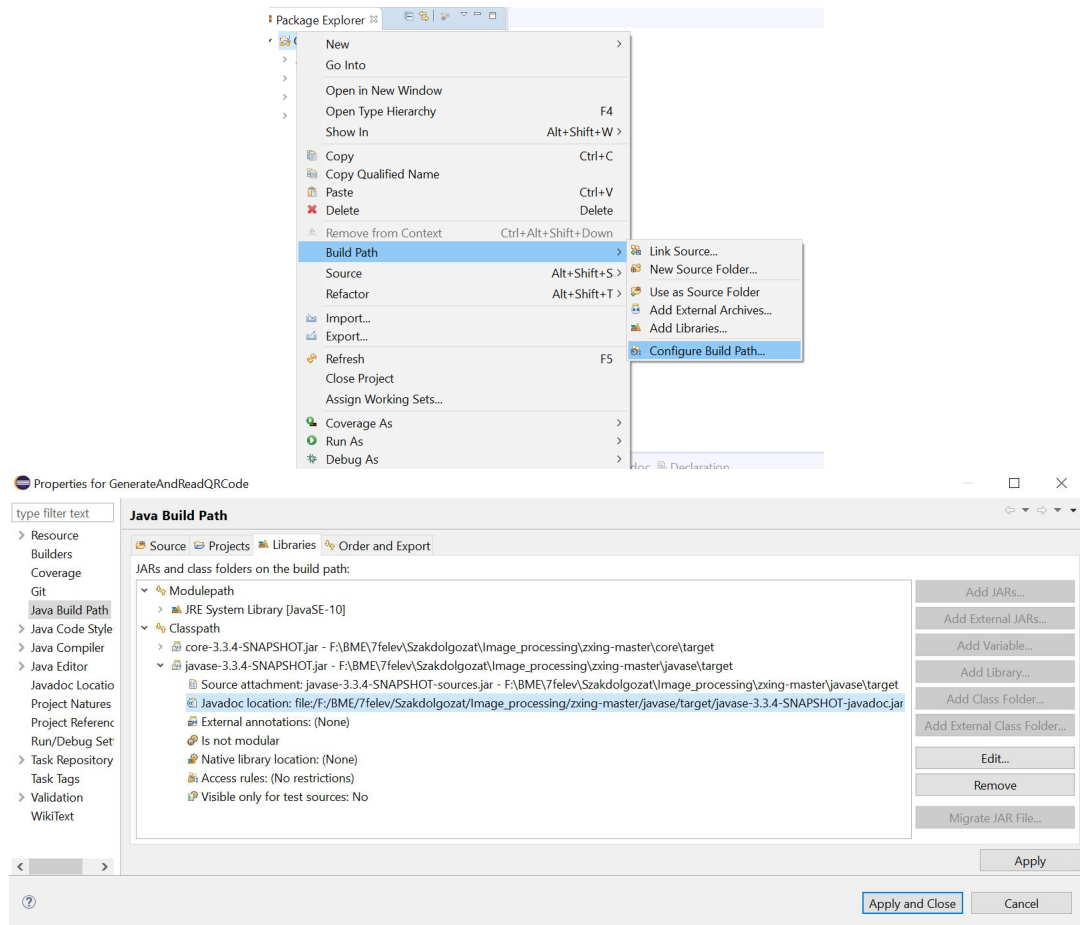 Package Explorer
New
Go Into
Open in New Window
Open Type Hierarchy F4
Show In Alt+Shift+W
Copy Ctrl+C
Copy Qualified Name
Paste Ctrl+V
Delete Delete
Remove from Context Ctrl+Alt+Shift+Down
Build Path
Source Alt+Shift+S
Refactor Alt+Shift+T
Import...
Export...
Refresh F5
Close Project
Assign Working Sets...
Coverage As
Run As
Debug As
Link Source...
New Source Folder...
Use as Source Folder
Add External Archives...
Add Libraries...
Configure Build Path...
Declaration
Properties for GenerateAndReadQRCode
type filter text
Resource
Builders
Coverage
Git
Java Build Path
Java Code Style
Java Compiler
Java Editor
Javadoc Locatio
Project Natures
Project Referenc
Run/Debug Set
Task Repository
Task Tags
Validation
WikiText
Java Build Path
Source Projects Libraries Order and Export
JARs and class folders on the build path:
Modulepath
JRE System Library [JavaSE-10]
Classpath
core-3.3.4-SNAPSHOT.jar - F:\BME\7felev\Szakdolgozat\Image_processing\zxing-master\core\target
javase-3.3.4-SNAPSHOT.jar - F:\BME\7felev\Szakdolgozat\Image_processing\zxing-master\javase\target
Source attachment: javase-3.3.4-SNAPSHOT-sources.jar - F:\BME\7felev\Szakdolgozat\Image_processing\zxing-master\javase\target
Javadoc location: file:/F:/BME/7felev/Szakdolgozat/Image_processing/zxing-master/javase/target/javase-3.3.4-SNAPSHOT-javadoc.jar
External annotations: (None)
Is not modular
Native library location: (None)
Access rules: (No restrictions)
Visible only for test sources: No
Add JARs...
Add External JARs...
Add Variable...
Add Library...
Add Class Folder...
Add External Class Folder...
Edit...
Remove
Migrate JAR File...
Apply
Apply and Close Cancel